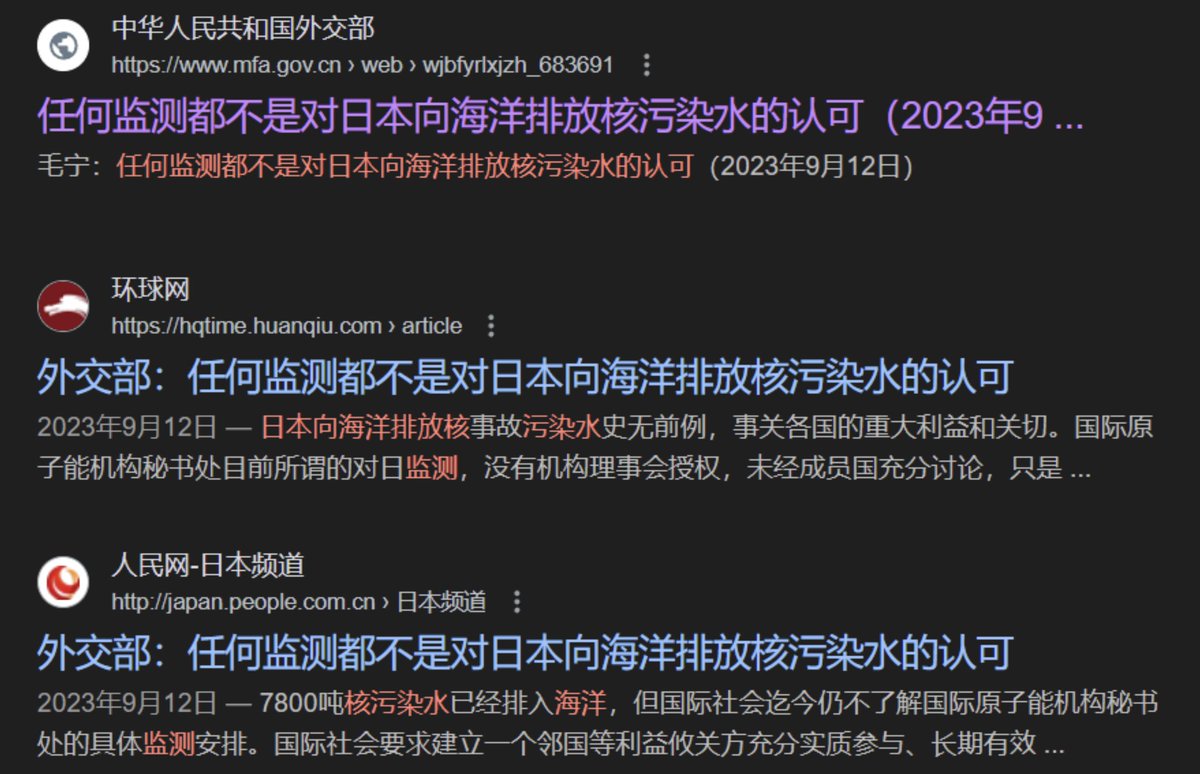 中华人民共和国外交部
https://www.mfa.gov.cn › web › wjbfyrlxjzh_683691
任何监测都不是对日本向海洋排放核污染水的认可（2023年9 ...
毛宁：任何监测都不是对日本向海洋排放核污染水的认可（2023年9月12日）
环球网
https://hqtime.huanqiu.com › article
外交部：任何监测都不是对日本向海洋排放核污染水的认可
2023年9月12日 — 日本向海洋排放核事故污染水史无前例，事关各国的重大利益和关切。国际原
子能机构秘书处目前所谓的对日监测，没有机构理事会授权，未经成员国充分讨论，只是 ...
人民网-日本频道
http://japan.people.com.cn › 日本频道
外交部：任何监测都不是对日本向海洋排放核污染水的认可
2023年9月12日 — 7800吨核污染水已经排入海洋，但国际社会迄今仍不了解国际原子能机构秘书
处的具体监测安排。国际社会要求建立一个邻国等利益攸关方充分实质参与、长期有效 ...